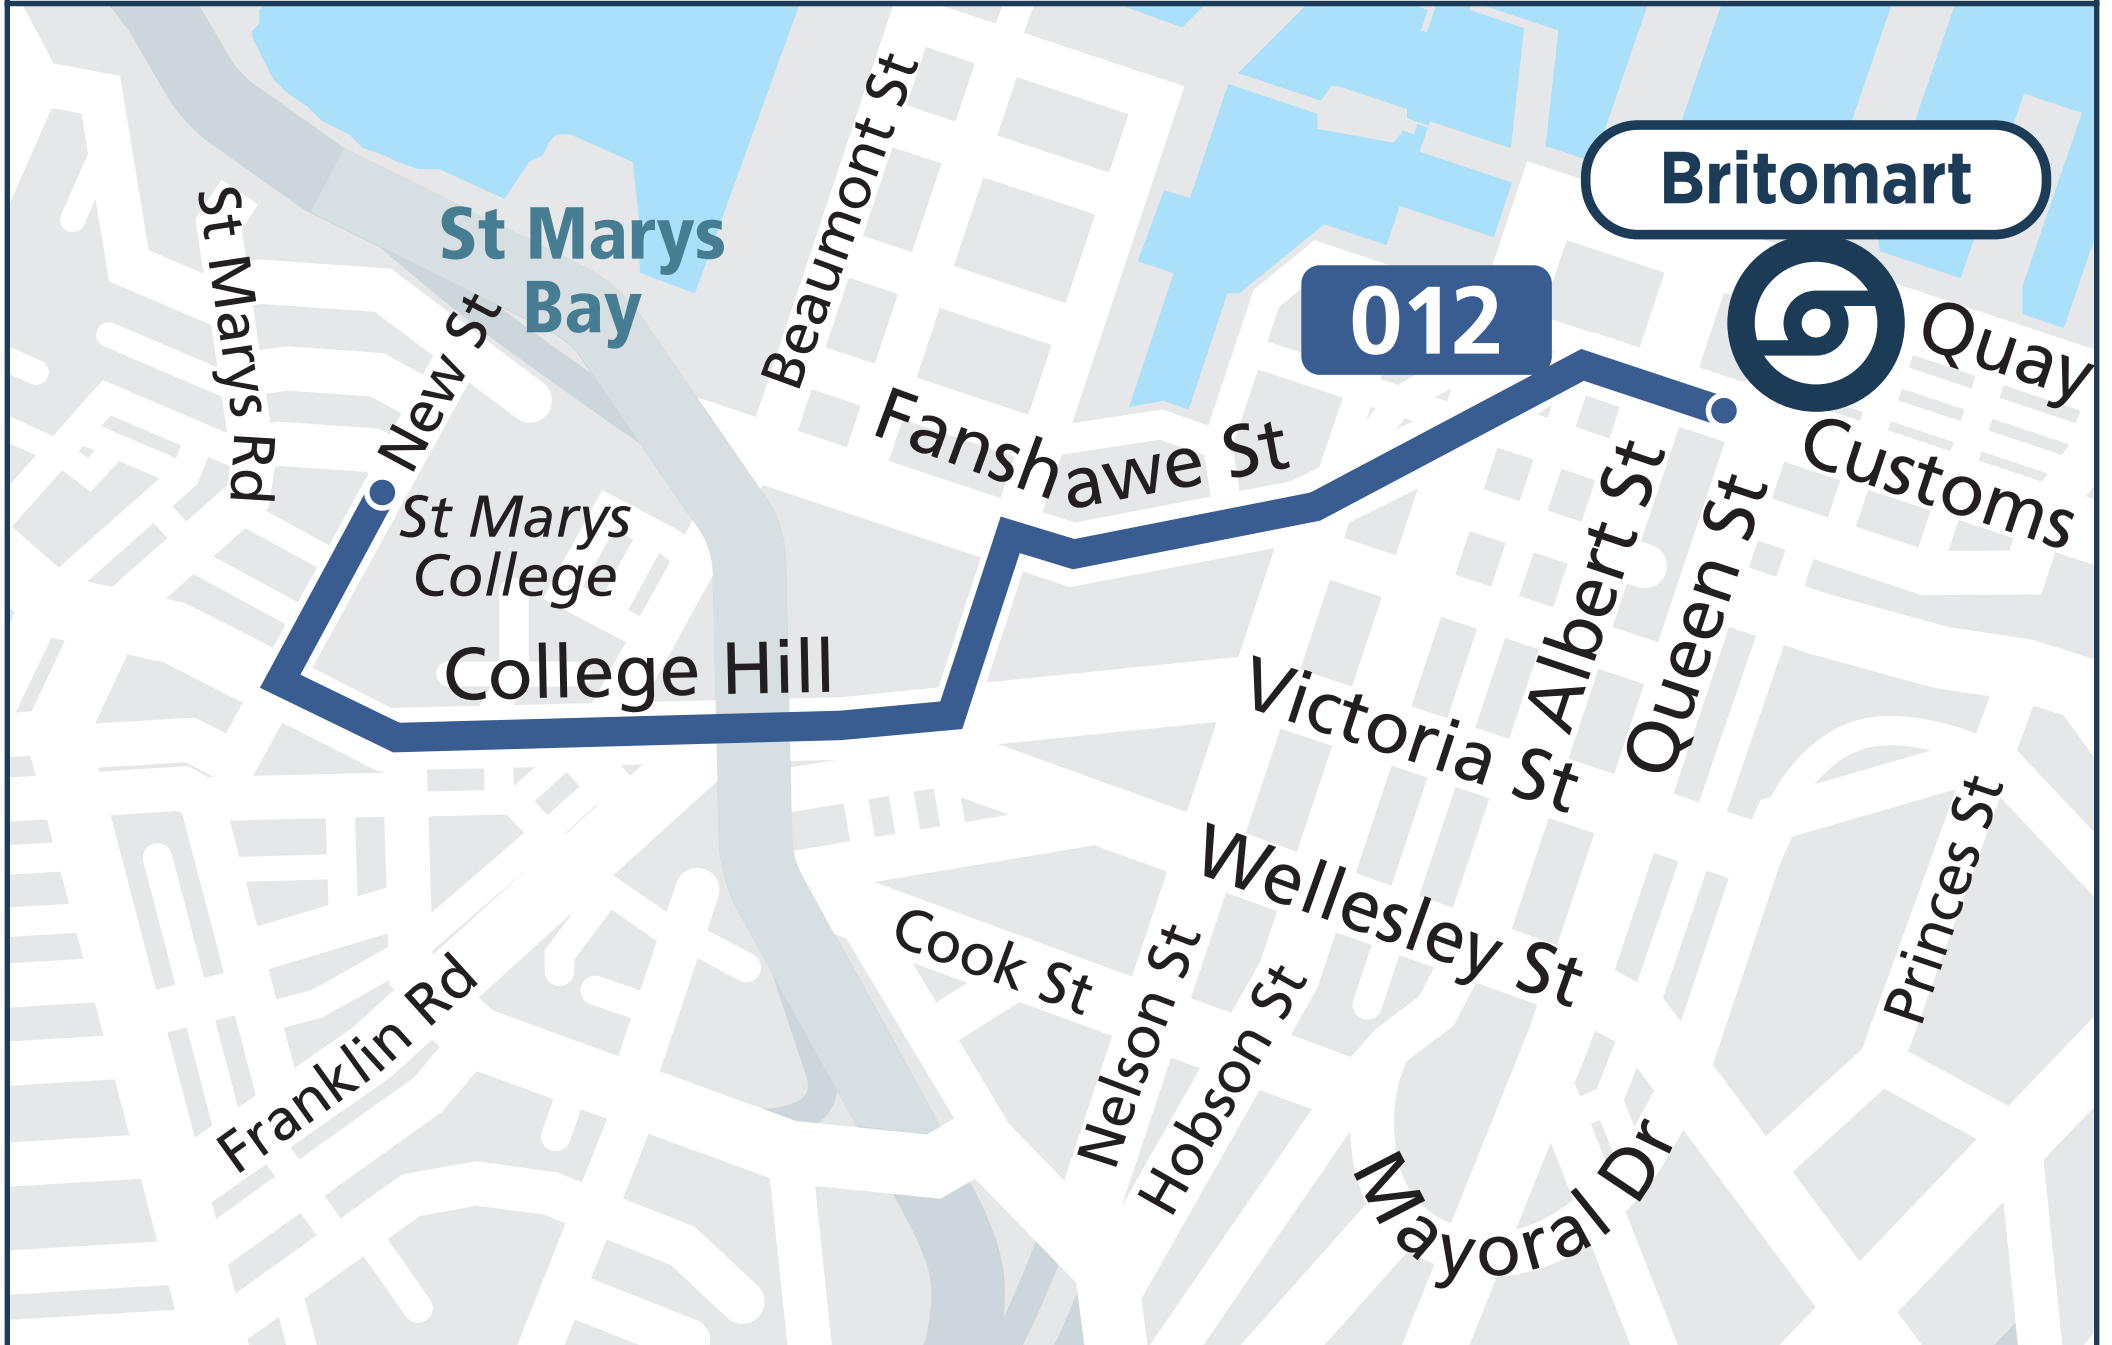 Britomart
St Marys
Bay
Beaumont St
St Marys Rd
New St
012
Quay
Fanshawe St
Customs
St Marys
College
Albert St
Queen St
College Hill
Victoria St
Princes St
Wellesley St
Cook St
Nelson St
Hobson St
Franklin Rd
Mayoral Dr